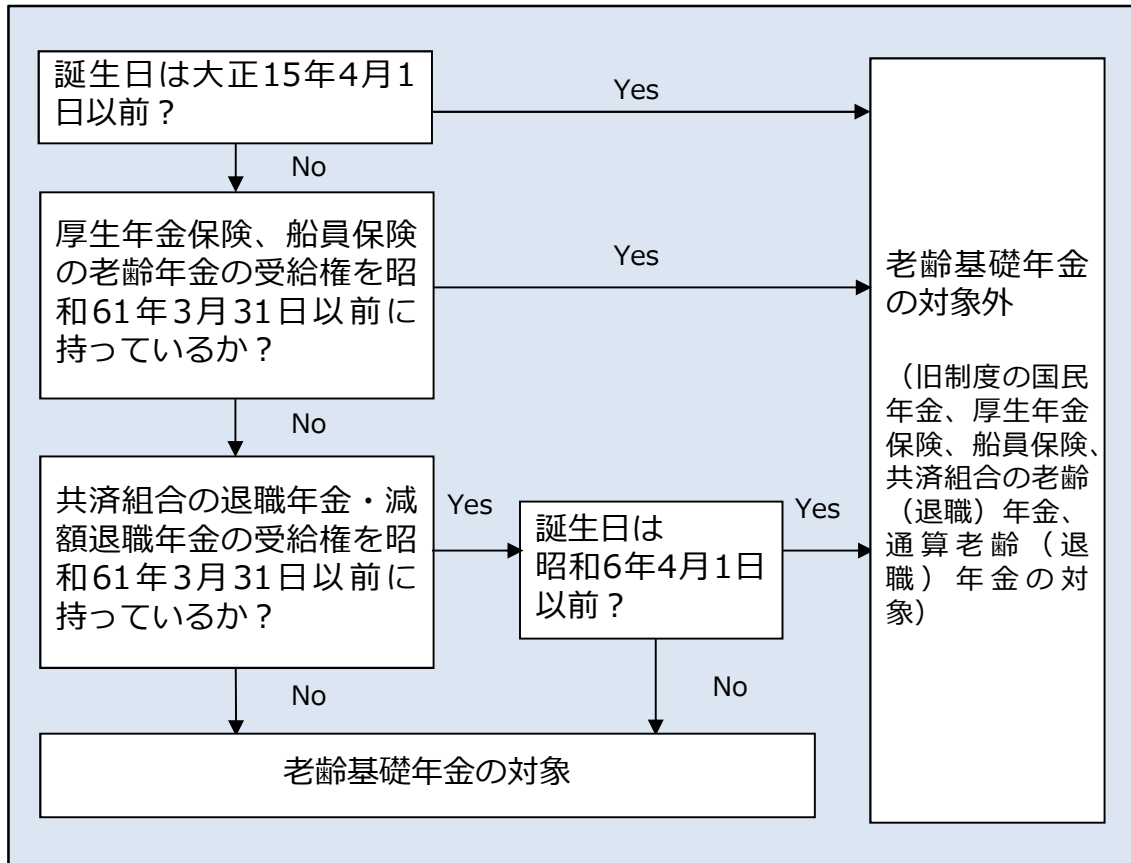 誕生日は大正15年4月1
日以前？
Yes
No
厚生年金保険、船員保険
の老齢年金の受給権を昭
和61年3月31日以前に
持っているか？
Yes
No
共済組合の退職年金・減
額退職年金の受給権を昭
和61年3月31日以前に
持っているか？
Yes
誕生日は
昭和6年4月1日
以前？
Yes
No
No
老齢基礎年金の対象
老齢基礎年金
の対象外
（旧制度の国民
年金、厚生年金
保険、船員保険、
共済組合の老齢
（退職）年金、
通算老齢（退
職）年金の対
象）